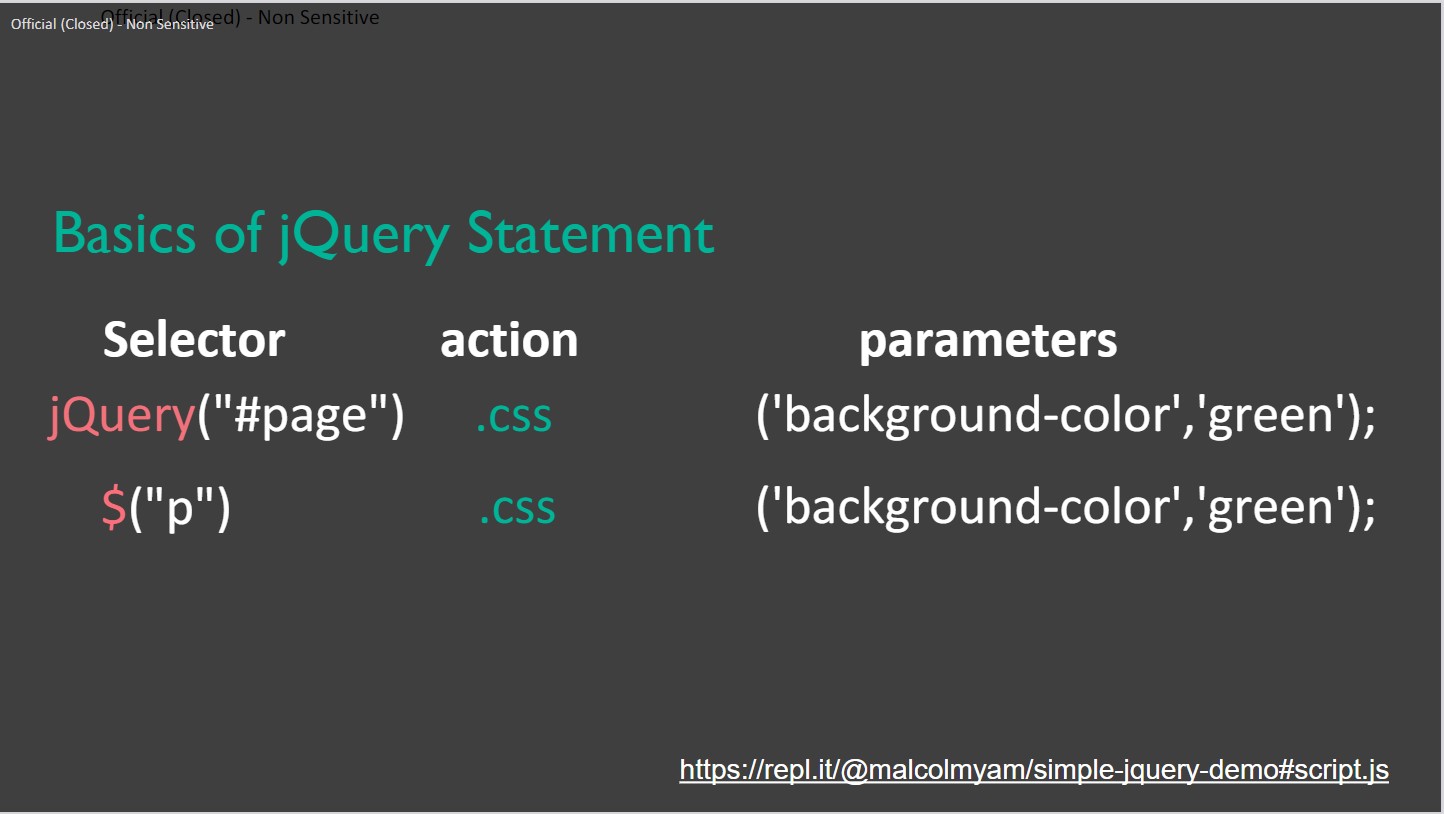 Official (Closed) - Non Sensitive
Official (Closed) - Non Sensitive
Basics of jQuery Statement
Selector action parameters
jQuery("#page") .css ('background-color','green');
$("p") .css ('background-color','green');
https://repl.it/@malcolmyam/simple-jquery-demo#script.js